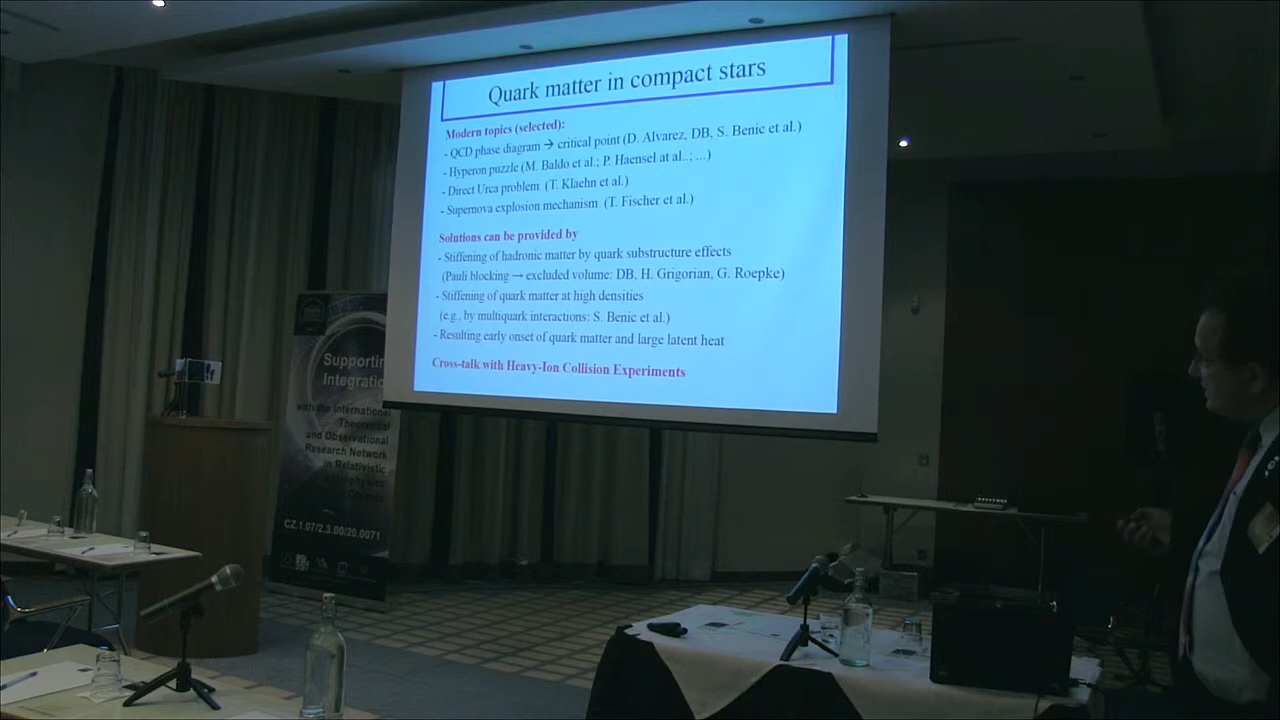 Quark matter in compact stars
Modern topics (selected):
- QCD phase diagram → critical point (D. Alvarez, DB, S. Benic et al.)
- Hyperon puzzle (M. Baldo et al.; P. Haensel at al..; ...)
- Direct Urca problem (T. Klaehn et al.)
- Supernova explosion mechanism (T. Fischer et al.)
Solutions can be provided by
- Stiffening of hadronic matter by quark substructure effects
(Pauli blocking → excluded volume: DB, H. Grigorian, G. Roepke)
- Stiffening of quark matter at high densities
(e.g., by multiquark interactions: S. Benic et al.)
- Resulting early onset of quark matter and large latent heat
Cross-talk with Heavy-Ion Collision Experiments
Supporting
Integratio
with the International
Theoretical
and Observational
Research Network
in Relativistic
CZ.1.07/2.3.00/20.0071